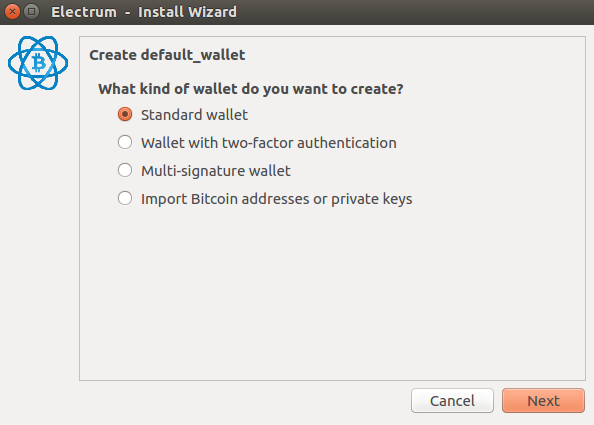 Electrum - Install Wizard
Create default_wallet
What kind of wallet do you want to create?
Standard wallet
Wallet with two-factor authentication
Multi-signature wallet
Import Bitcoin addresses or private keys
Cancel
Next